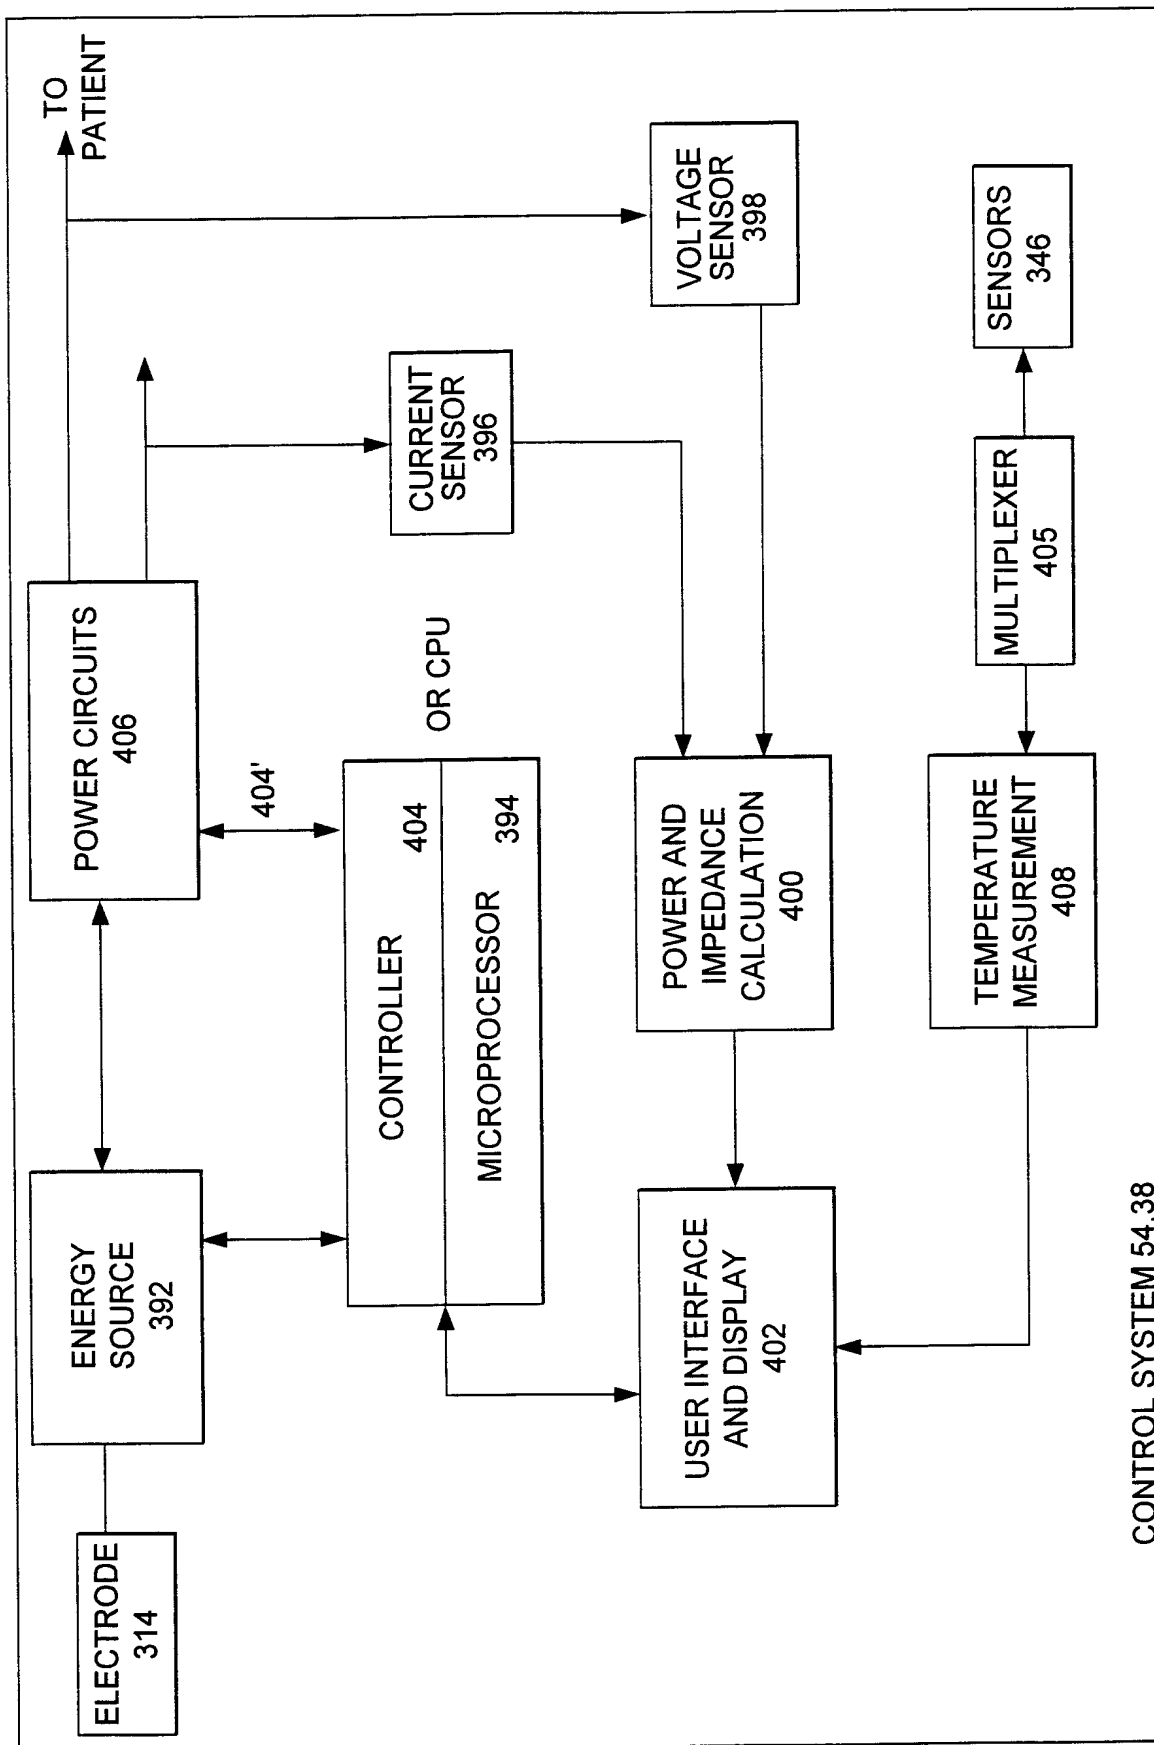 ELECTRODE
314
ENERGY
SOURCE
392
POWER CIRCUITS
406
TO
PATIENT
404'
CONTROLLER
404
MICROPROCESSOR
394
OR CPU
CURRENT
SENSOR
396
VOLTAGE
SENSOR
398
USER INTERFACE
AND DISPLAY
402
POWER AND
IMPEDANCE
CALCULATION
400
TEMPERATURE
MEASUREMENT
408
MULTIPLEXER
405
SENSORS
346
CONTROL SYSTEM 54.38